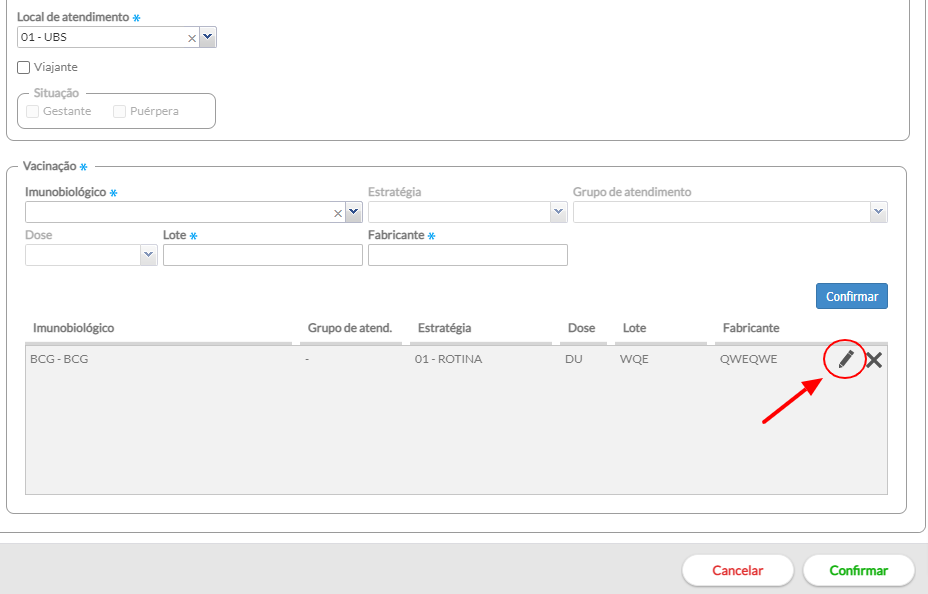 Local de atendimento *
01 - UBS
Viajante
Situação
Gestante Puérpera
Vacinação *
Imunobiológico * Estratégia Grupo de atendimento
Dose Lote * Fabricante *
Confirmar
Imunobiológico Grupo de atend. Estratégia Dose Lote Fabricante
BCG - BCG - 01 - ROTINA DU WQE QWEQWE
Cancelar Confirmar